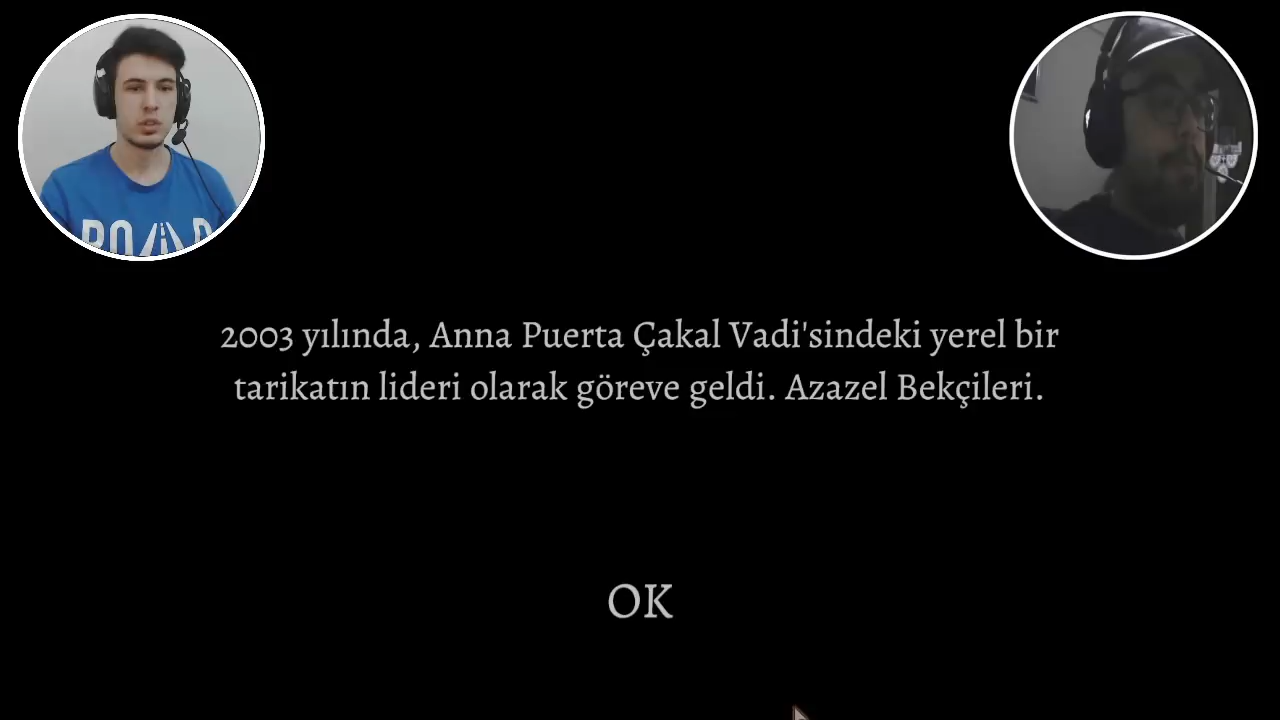 2003 yılında, Anna Puerta Çakal Vadi'sindeki yerel bir
tarikatın lideri olarak göreve geldi. Azazel Bekçileri.
OK